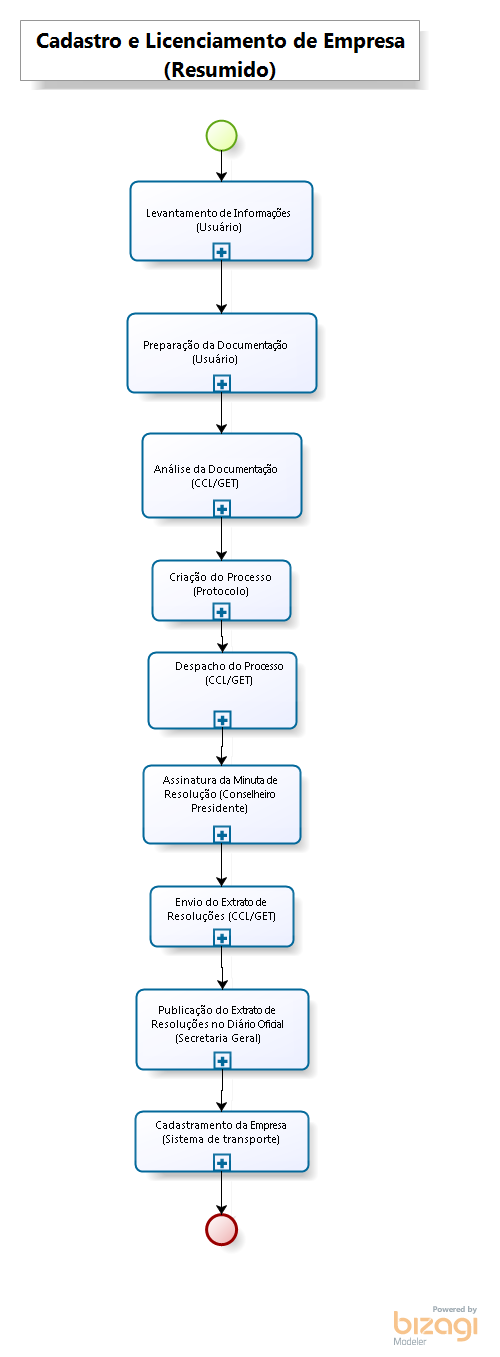 Cadastro e Licenciamento de Empresa
(Resumido)
Levantamento de Informações
(Usuário)
Preparação da Documentação
(Usuário)
Análise da Documentação
(CCL/GET)
Criação do Processo
(Protocolo)
Despacho do Processo
(CCL/GET)
Assinatura da Minuta de
Resolução (Conselheiro
Presidente)
Envio do Extrato de
Resoluções (CCL/GET)
Publicação do Extrato de
Resoluções no Diário Oficial
(Secretaria Geral)
Cadastramento da Empresa
(Sistema de transporte)
Powered by
bizagi
Modeler